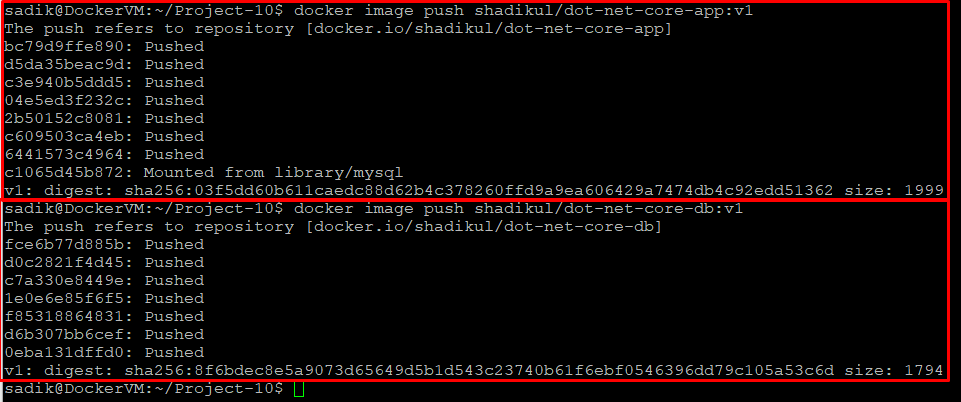 sadik@DockerVM:~/Project-10$ docker image push shadikul/dot-net-core-app:v1
The push refers to repository [docker.io/shadikul/dot-net-core-app]
bc79d9ffe890: Pushed
d5da35beac9d: Pushed
c3e940b5ddd5: Pushed
04e5ed3f232c: Pushed
2b50152c8081: Pushed
c609503ca4eb: Pushed
6441573c4964: Pushed
c1065d45b872: Mounted from library/mysql
v1: digest: sha256:03f5dd60b611caedc88d62b4c378260ffd9a9ea606429a7474db4c92edd51362 size: 1999
sadik@DockerVM:~/Project-10$ docker image push shadikul/dot-net-core-db:v1
The push refers to repository [docker.io/shadikul/dot-net-core-db]
fce6b77d885b: Pushed
d0c2821f4d45: Pushed
c7a330e8449e: Pushed
1e0e6e85f6f5: Pushed
f85318864831: Pushed
d6b307bb6cef: Pushed
0eba131dffd0: Pushed
v1: digest: sha256:8f6bdec8e5a9073d65649d5b1d543c23740b61f6ebf0546396dd79c105a53c6d size: 1794
sadik@DockerVM:~/Project-10$